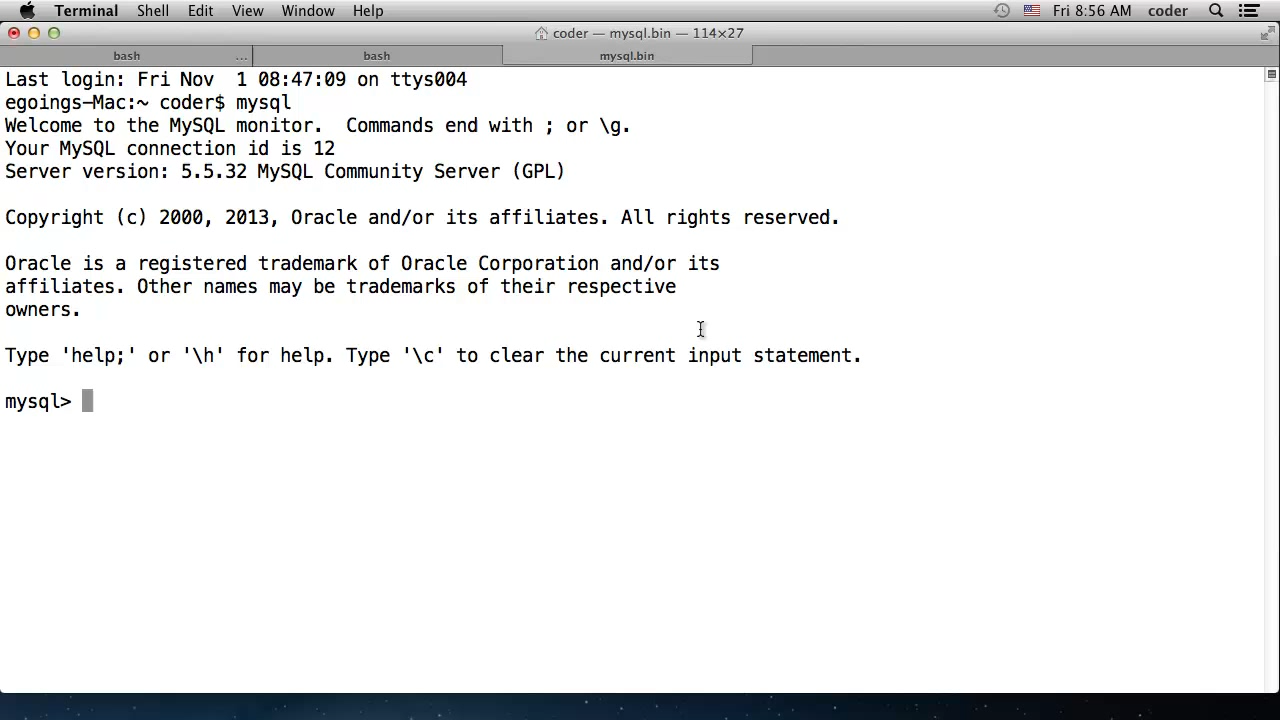 Terminal Shell Edit View Window Help Fri 8:56 AM coder
coder — mysql.bin — 114×27
bash ... bash mysql.bin
Last login: Fri Nov  1 08:47:09 on ttys004
egoings-Mac:~ coder$ mysql
Welcome to the MySQL monitor.  Commands end with ; or \g.
Your MySQL connection id is 12
Server version: 5.5.32 MySQL Community Server (GPL)
Copyright (c) 2000, 2013, Oracle and/or its affiliates. All rights reserved.
Oracle is a registered trademark of Oracle Corporation and/or its
affiliates. Other names may be trademarks of their respective
owners.
Type 'help;' or '\h' for help. Type '\c' to clear the current input statement.
mysql>